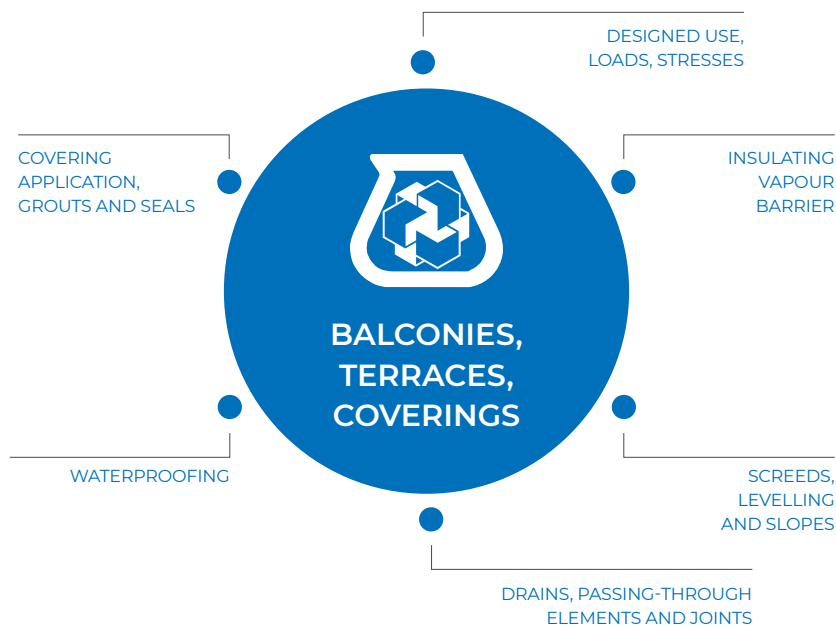 DESIGNED USE,
LOADS, STRESSES
COVERING
APPLICATION,
GROUTS AND SEALS
INSULATING
VAPOUR
BARRIER
BALCONIES,
TERRACES,
COVERINGS
WATERPROOFING
SCREEDS,
LEVELLING
AND SLOPES
DRAINS, PASSING-THROUGH
ELEMENTS AND JOINTS